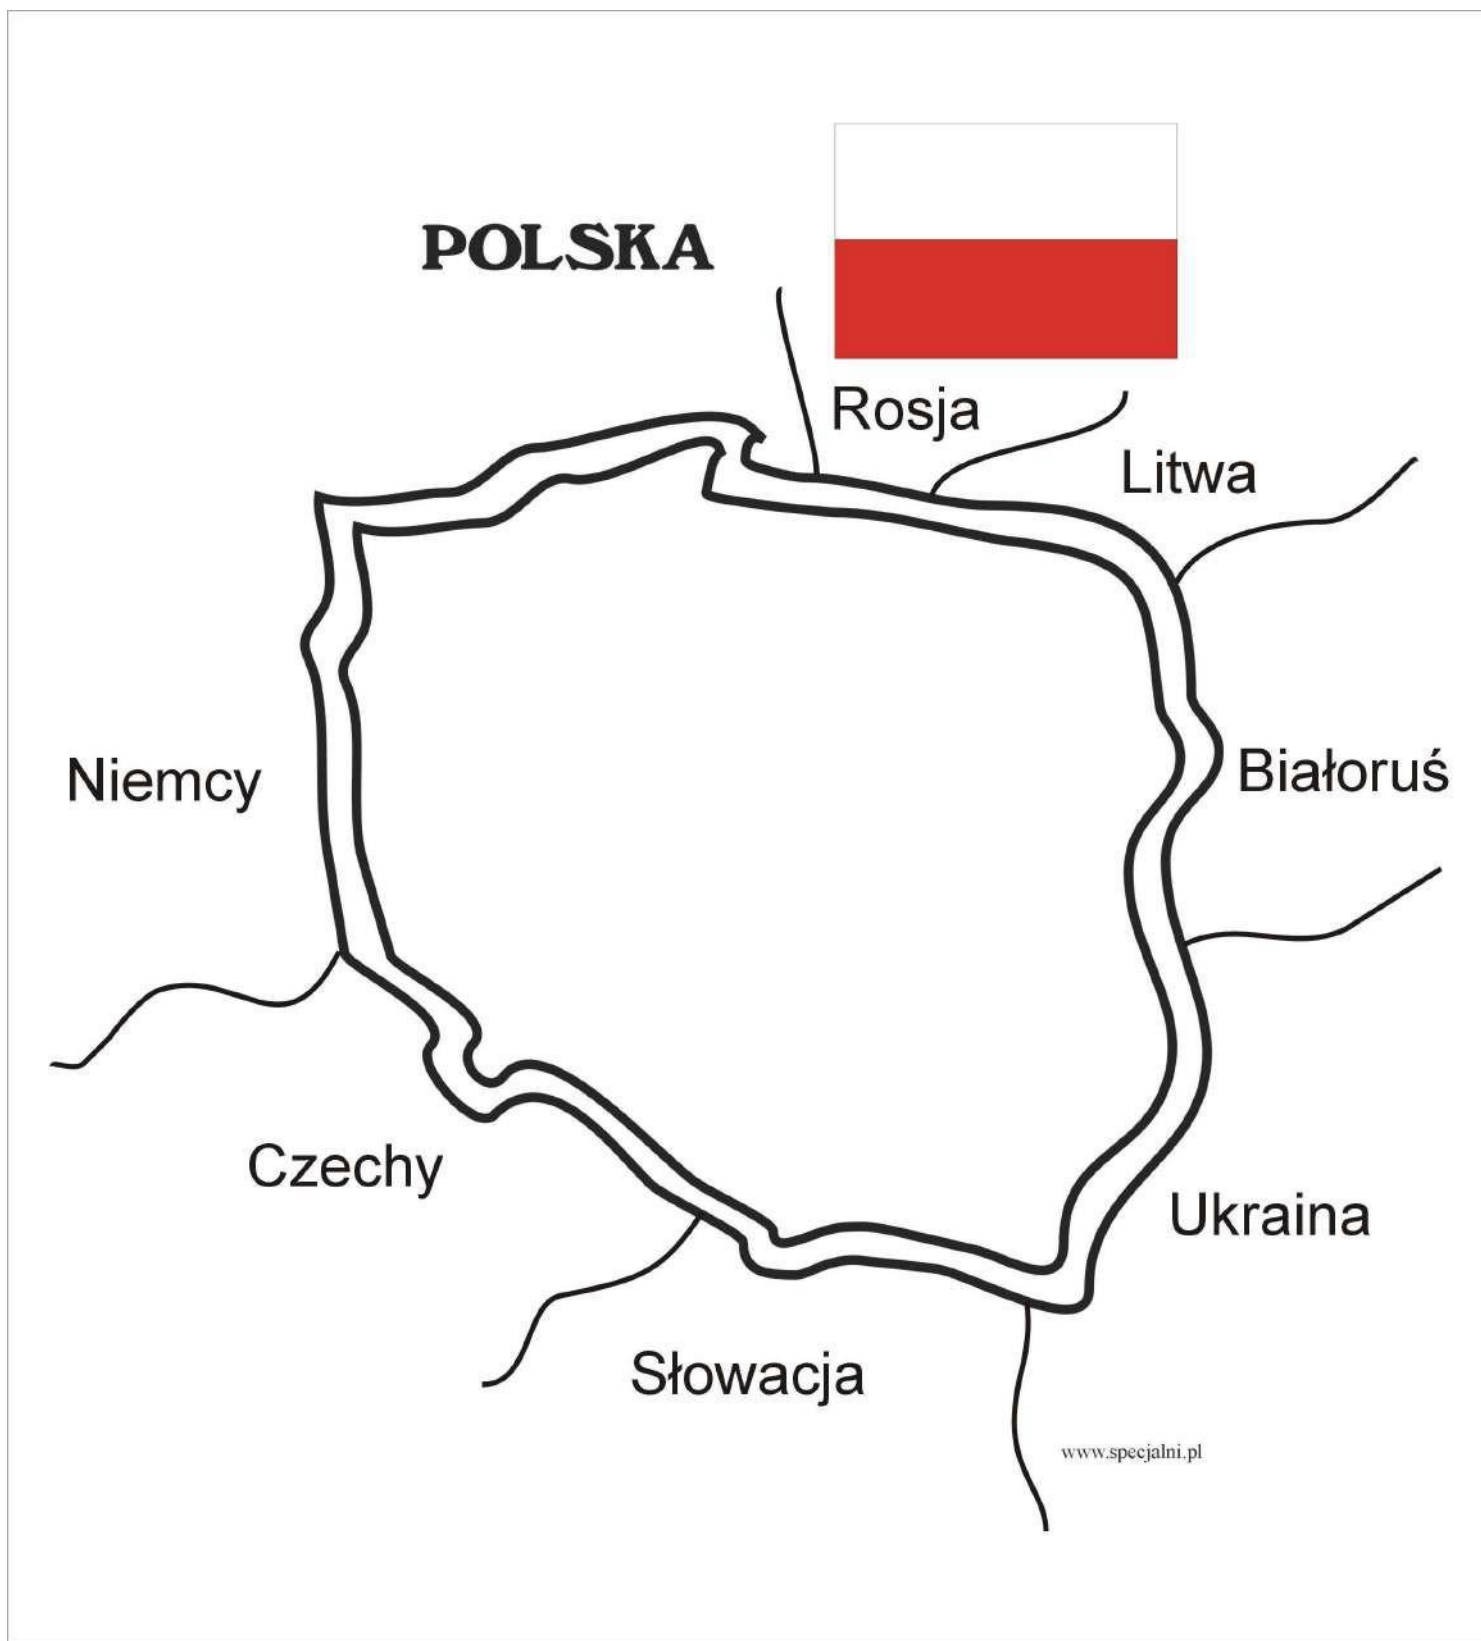 POLSKA
Rosja
Litwa
Niemcy
Białoruś
Czechy
Ukraina
Słowacja
www.specjalni.pl